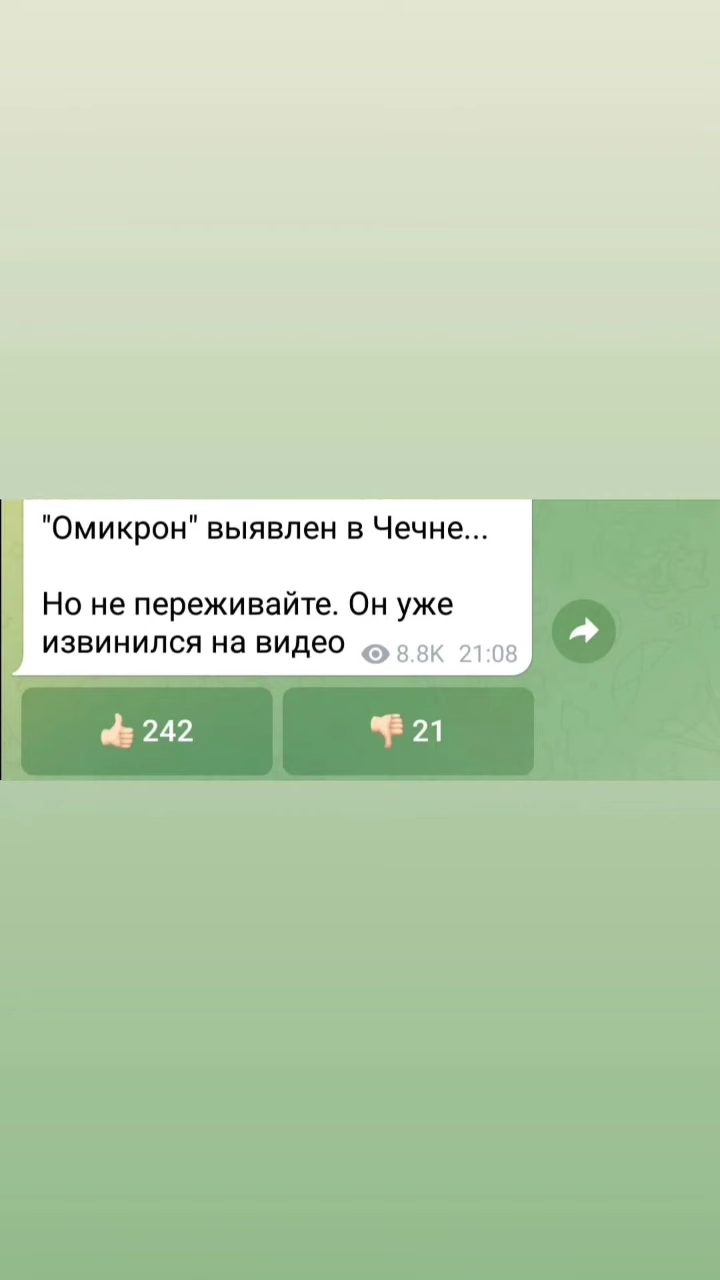 "Омикрон" выявлен в Чечне...
Но не переживайте. Он уже
извинился на видео 8.8K 21:08
👍🏻 242 👎🏻 21